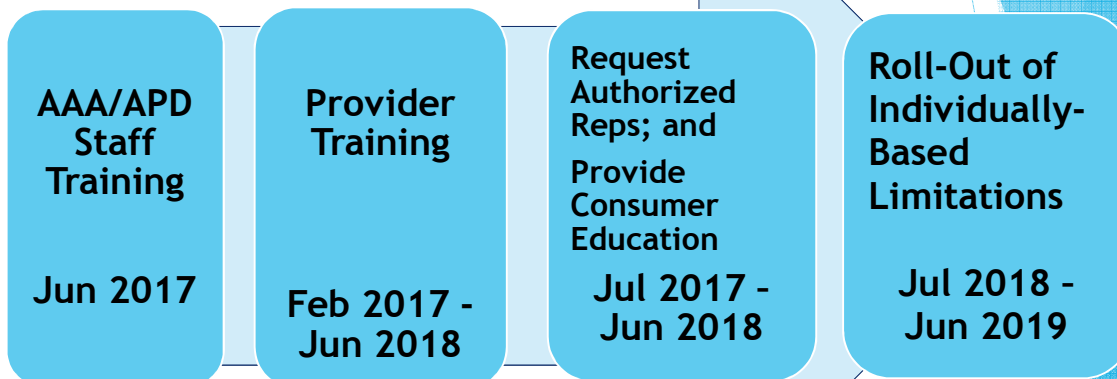 AAA/APD
Staff
Training
Jun 2017
Provider
Training
Feb 2017 -
Jun 2018
Request
Authorized
Reps; and
Provide
Consumer
Education
Jul 2017 –
Jun 2018
Roll-Out of
Individually-
Based
Limitations
Jul 2018 –
Jun 2019